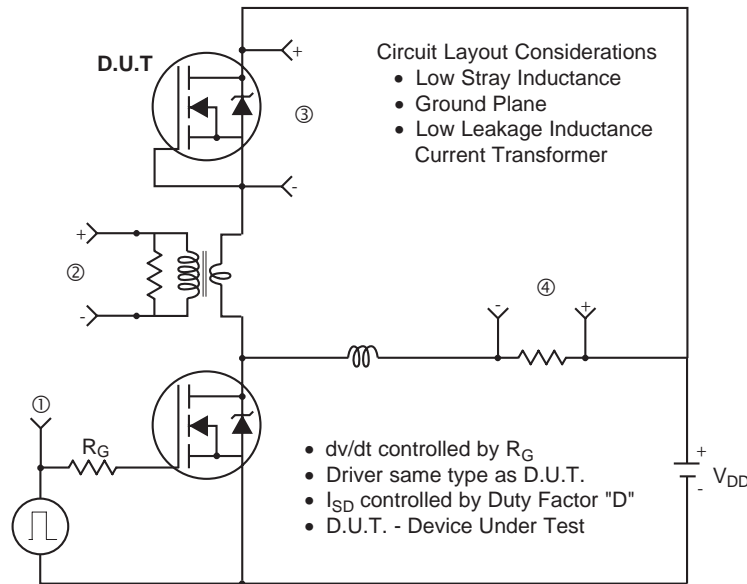 D.U.T
+
③
-
Circuit Layout Considerations
• Low Stray Inductance
• Ground Plane
• Low Leakage Inductance
Current Transformer
+
②
-
④
-
+
①
RG
• dv/dt controlled by RG
• Driver same type as D.U.T.
• ISD controlled by Duty Factor "D"
• D.U.T. - Device Under Test
+
VDD
-